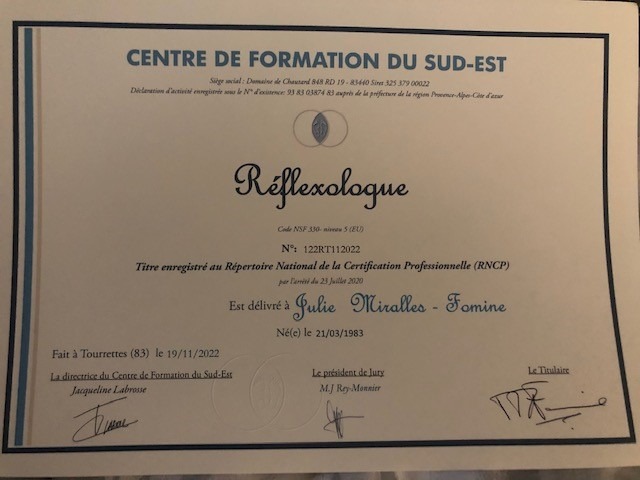 CENTRE DE FORMATION DU SUD-EST
Siège social : Domaine de Chautard 848 RD 19 - 83440 Siret 325 379 00022
Déclaration d'activité enregistrée sous le N° d'existence: 93 83 03874 83 auprès de la préfecture de la région Provence-Alpes-Côte d'azur
Réflexologue
Code NSF 330- niveau 5 (EU)
N°: 122RT112022
Titre enregistré au Répertoire National de la Certification Professionnelle (RNCP)
par l'arrêté du 23 Juillet 2020
Est délivré à Julie Miralles - Fomine
Né(e) le 21/03/1983
Fait à Tourrettes (83) le 19/11/2022
La directrice du Centre de Formation du Sud-Est Le président de Jury Le Titulaire
Jacqueline Labrosse M.J Rey-Monnier